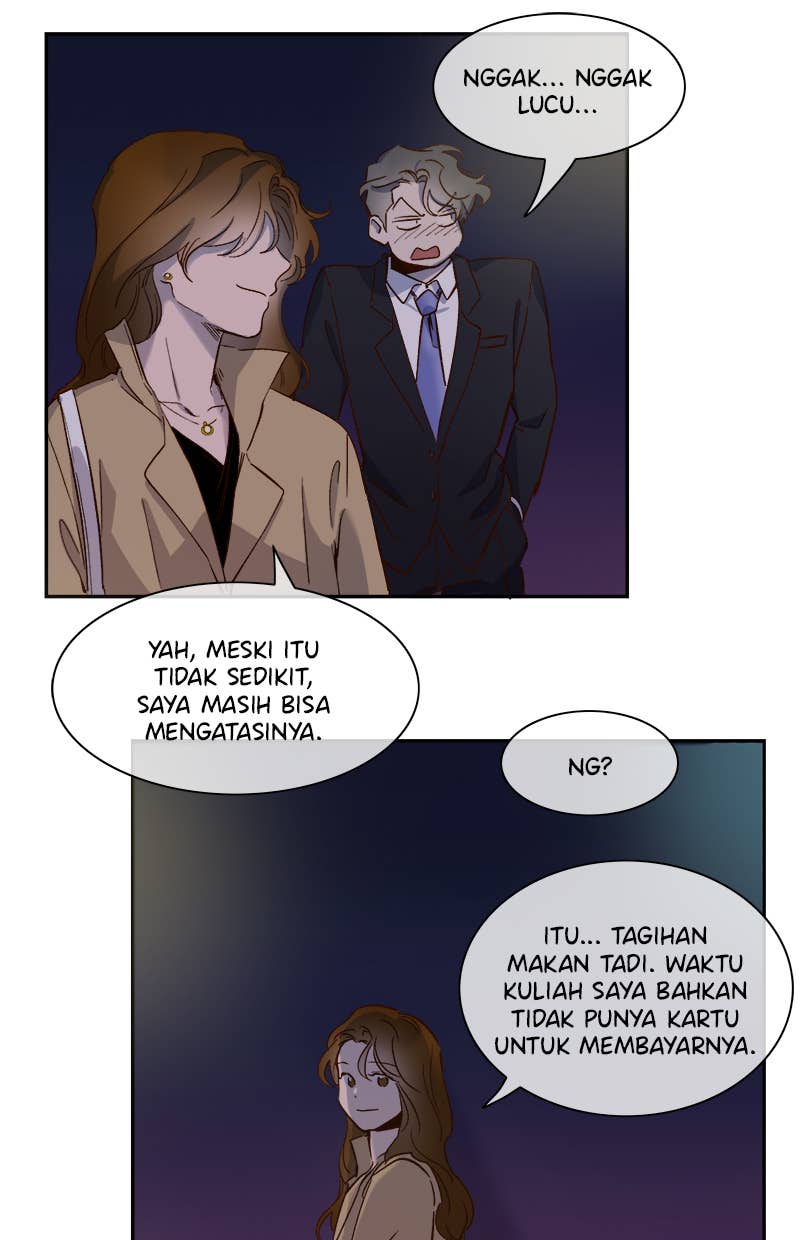 NGGAK... NGGAK
LUCU...
YAH, MESKI ITU
TIDAK SEDIKIT,
SAYA MASIH BISA
MENGATASINYA.
NG?
ITU... TAGIHAN
MAKAN TADI. WAKTU
KULIAH SAYA BAHKAN
TIDAK PUNYA KARTU
UNTUK MEMBAYARNYA.